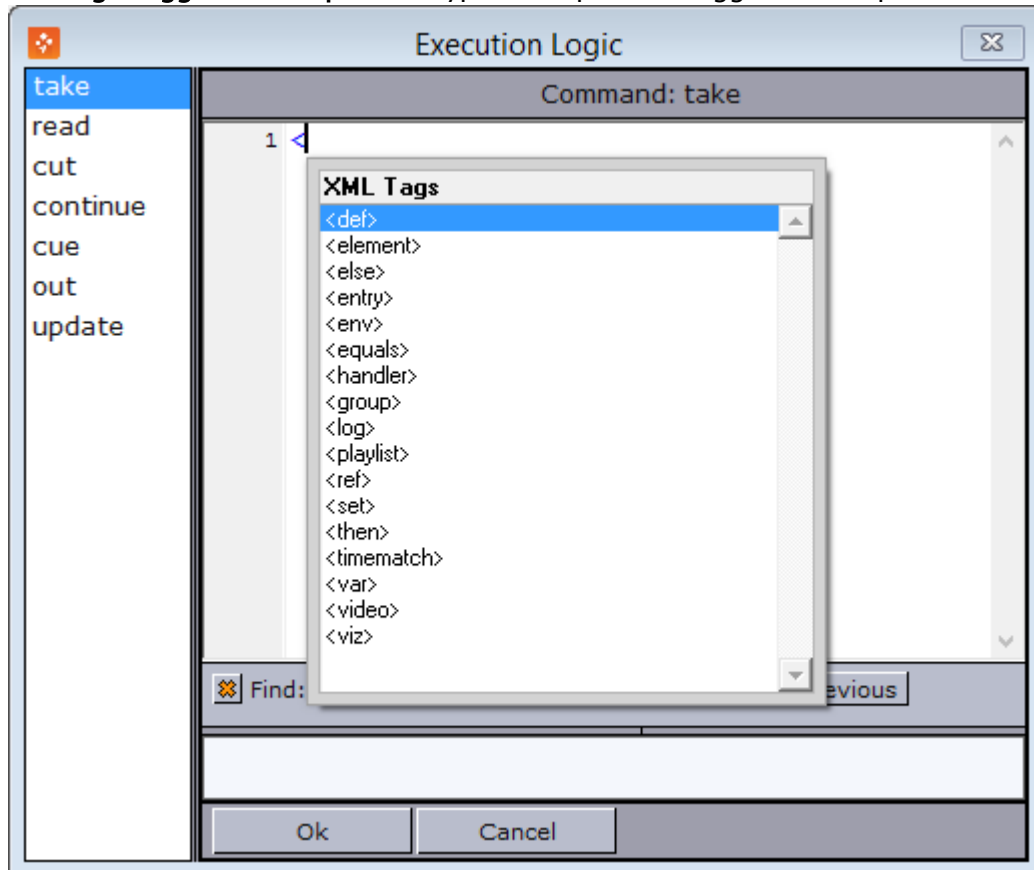 Execution Logic
take
read
cut
continue
cue
out
update
Command: take
1 <
XML Tags
<def>
<element>
<else>
<entry>
<env>
<equals>
<handler>
<group>
<log>
<playlist>
<ref>
<set>
<then>
<timematch>
<var>
<video>
<viz>
Find:
evious
Ok
Cancel